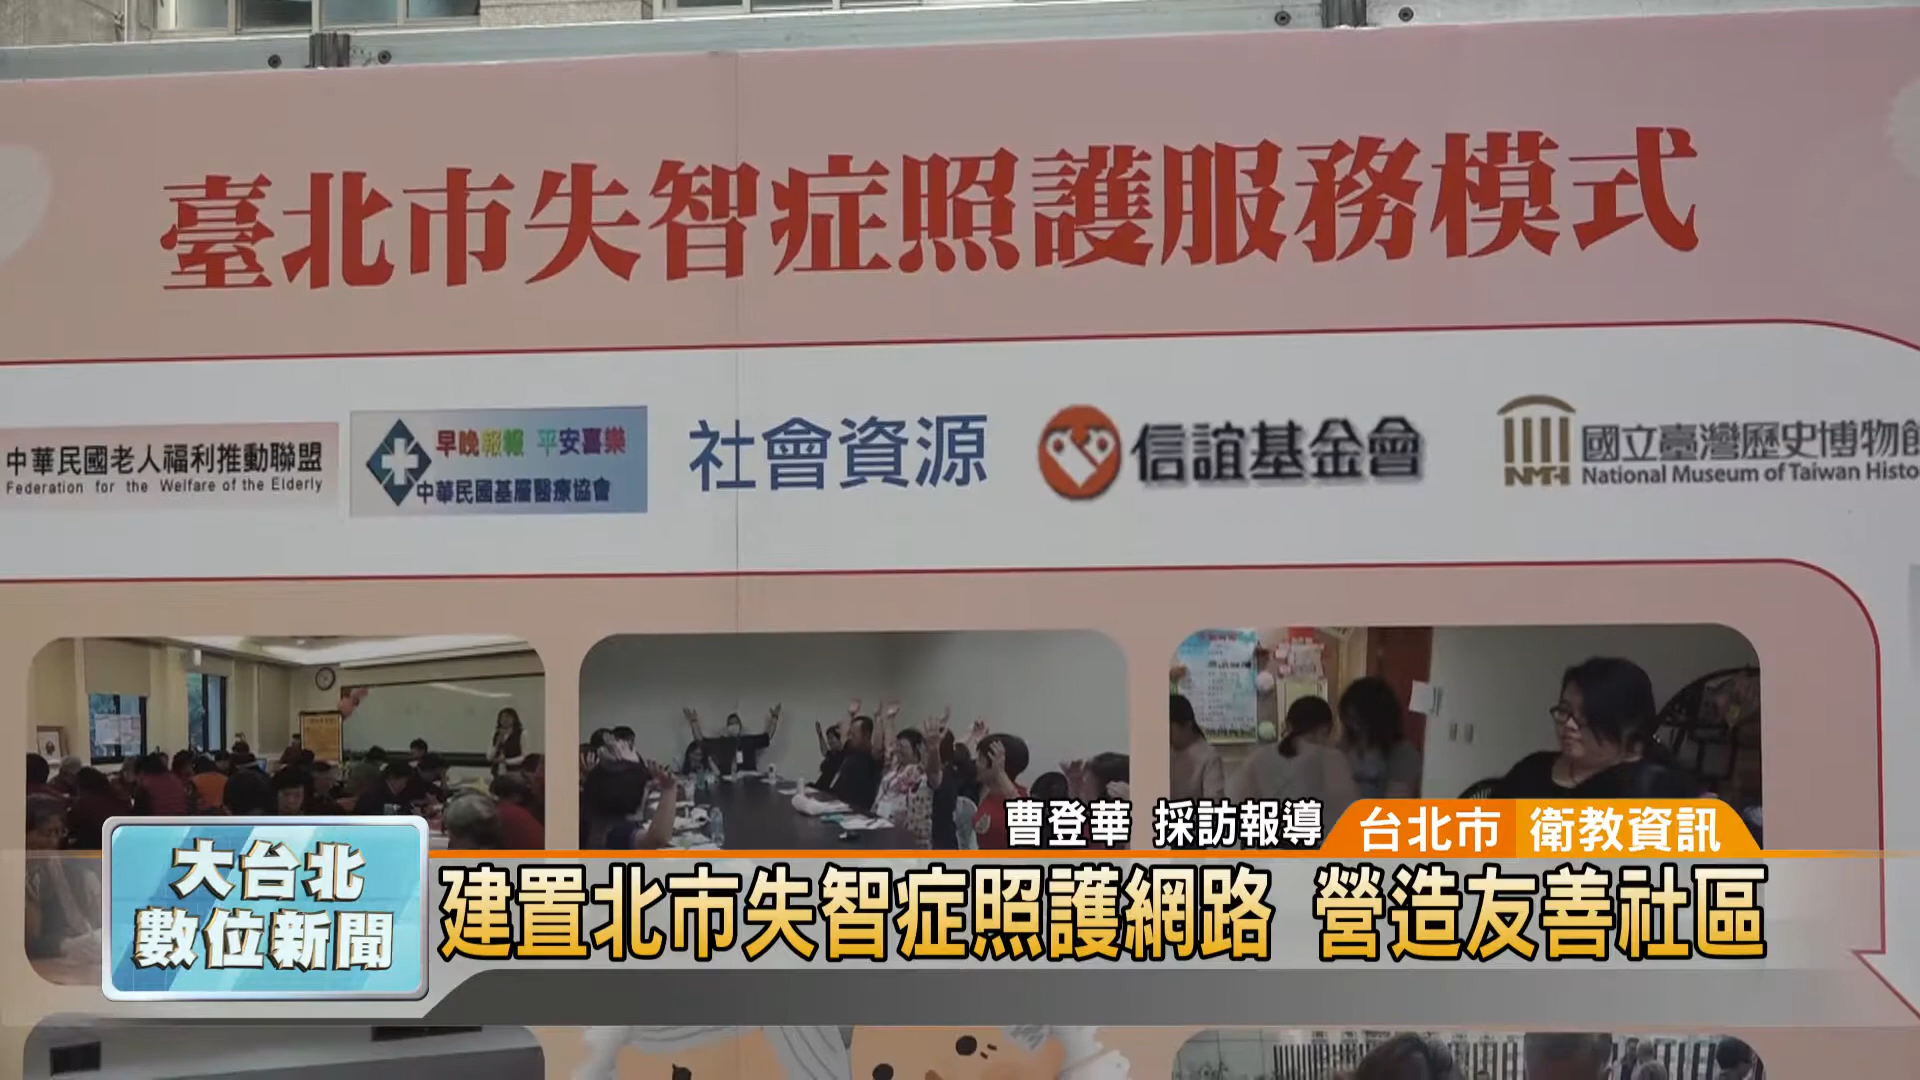 臺北市失智症照護服務模式
中華民國老人福利推動聯盟
Federation for the Welfare of the Elderly
早晚報報 平安喜樂
中華民國基層醫療協會
社會資源
信誼基金會
國立臺灣歷史博物館
NMTH
National Museum of Taiwan Histo
曹登華 採訪報導
台北市 衛教資訊
大台北
數位新聞
建置北市失智症照護網路 營造友善社區